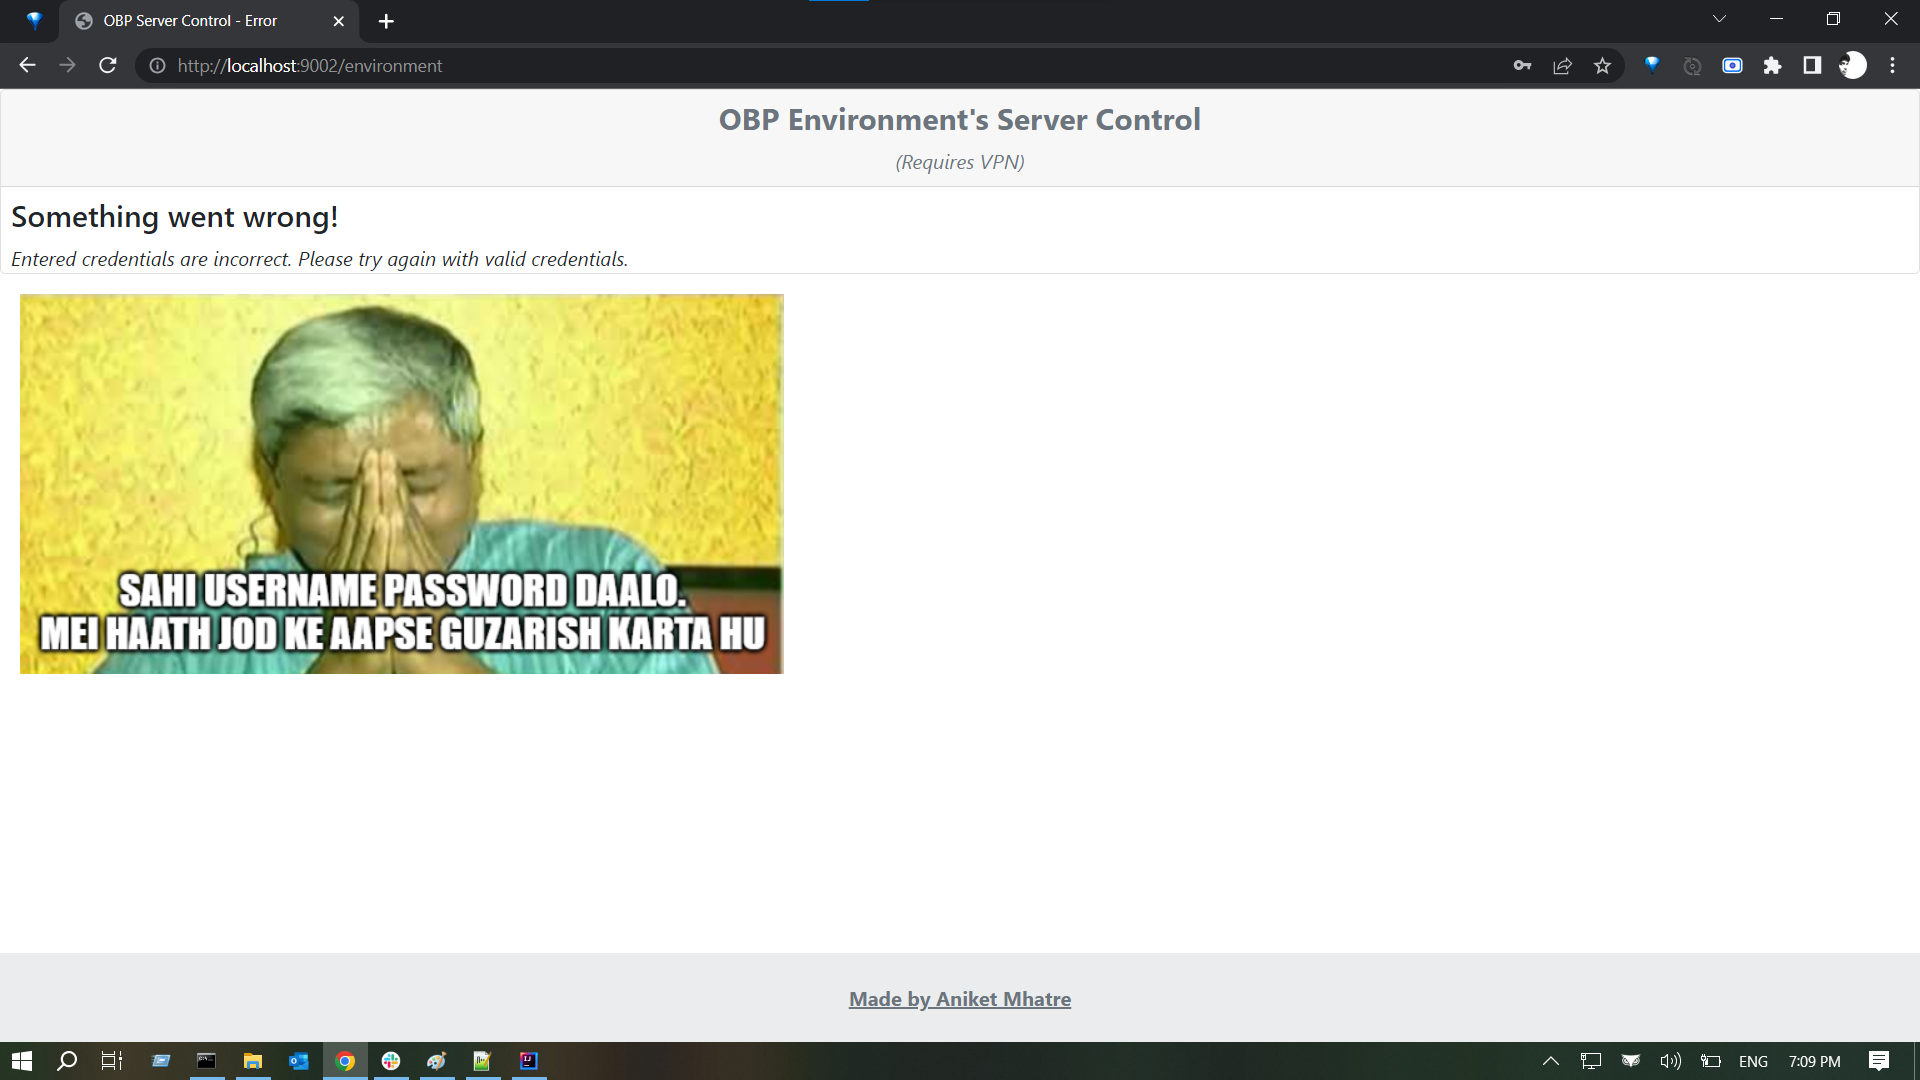 OBP Server Control - Error
http://localhost:9002/environment
OBP Environment's Server Control
(Requires VPN)
Something went wrong!
Entered credentials are incorrect. Please try again with valid credentials.
SAHI USERNAME PASSWORD DAALO.
MEI HAATH JOD KE AAPSE GUZARISH KARTA HU
Made by Aniket Mhatre
ENG
7:09 PM